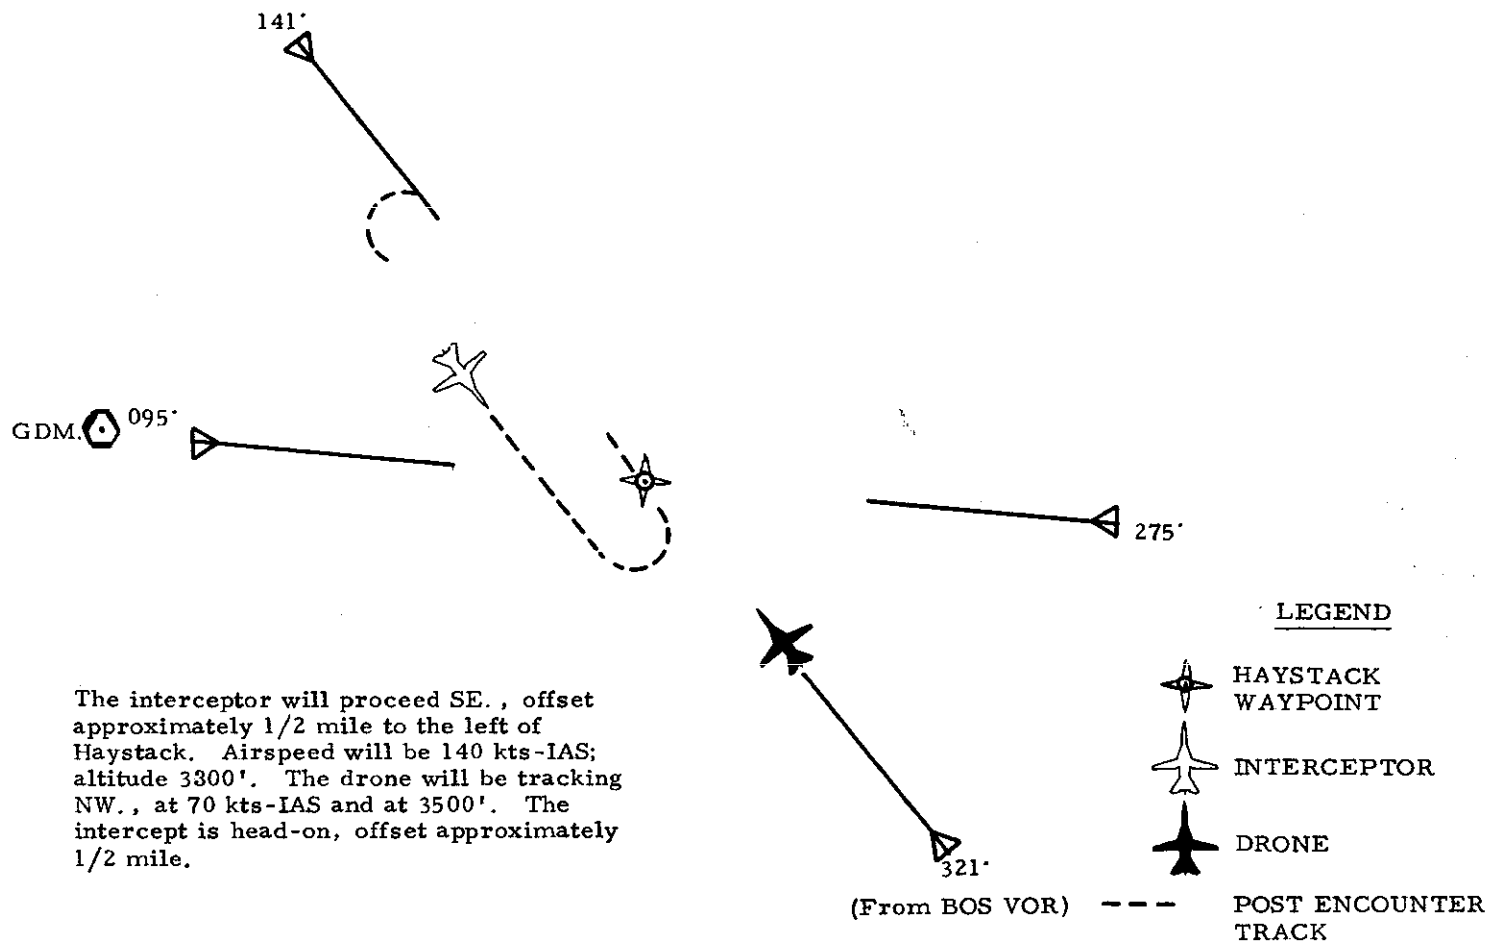 141°
GDM. 095°
275°
LEGEND
HAYSTACK
WAYPOINT
INTERCEPTOR
DRONE
POST ENCOUNTER
TRACK
The interceptor will proceed SE. , offset
approximately 1/2 mile to the left of
Haystack. Airspeed will be 140 kts-IAS;
altitude 3300'. The drone will be tracking
NW. , at 70 kts-IAS and at 3500'. The
intercept is head-on, offset approximately
1/2 mile.
321°
(From BOS VOR)